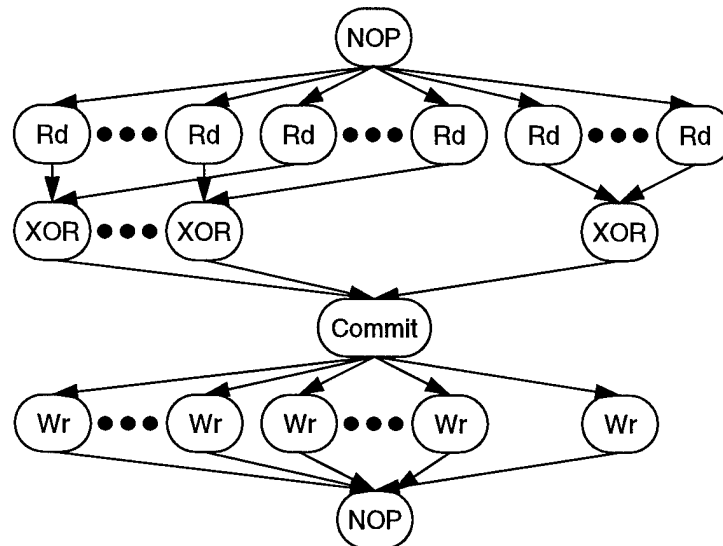 NOP
Rd ●●● Rd Rd ●●● Rd Rd ●●● Rd
XOR ●●● XOR XOR
Commit
Wr ●●● Wr Wr ●●● Wr Wr
NOP